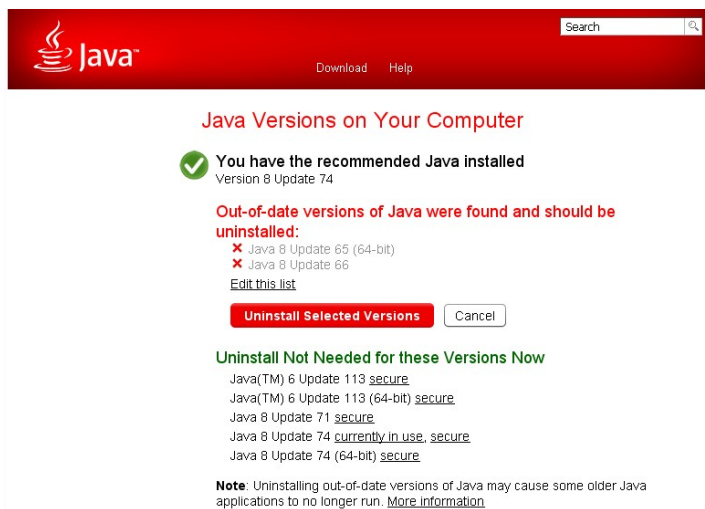 Search
Java™
Download Help
Java Versions on Your Computer
You have the recommended Java installed
Version 8 Update 74
Out-of-date versions of Java were found and should be
uninstalled:
Java 8 Update 65 (64-bit)
Java 8 Update 66
Edit this list
Uninstall Selected Versions Cancel
Uninstall Not Needed for these Versions Now
Java(TM) 6 Update 113 secure
Java(TM) 6 Update 113 (64-bit) secure
Java 8 Update 71 secure
Java 8 Update 74 currently in use, secure
Java 8 Update 74 (64-bit) secure
Note: Uninstalling out-of-date versions of Java may cause some older Java
applications to no longer run. More information